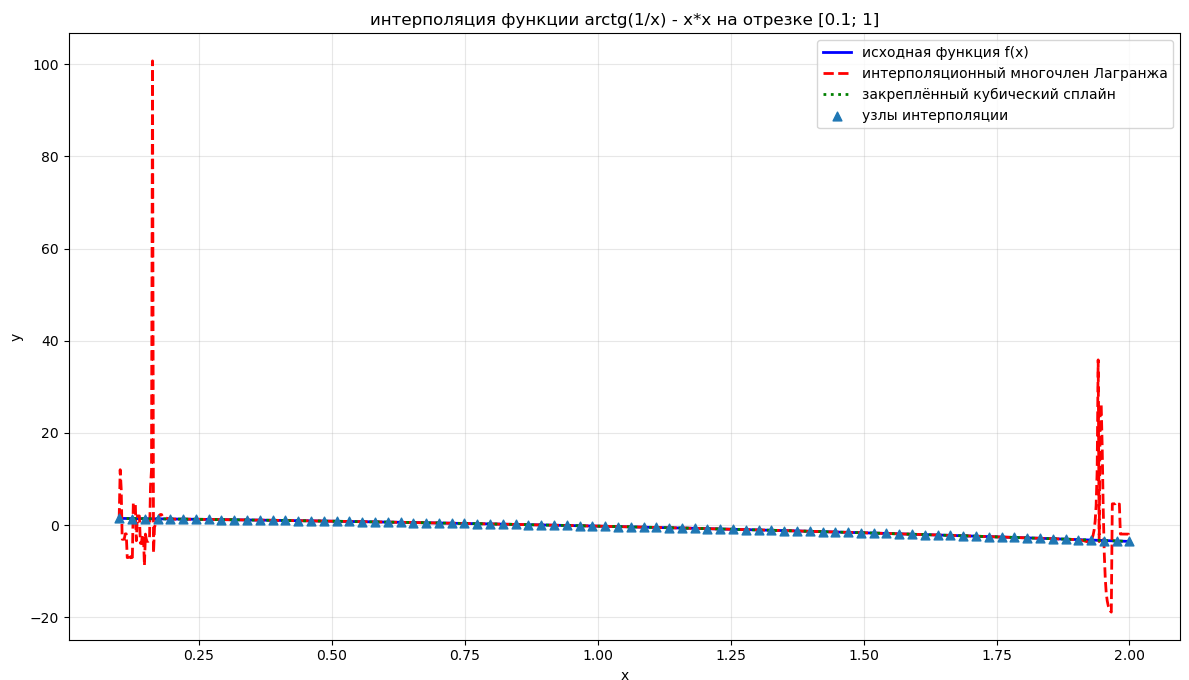 интерполяция функции arctg(1/x) - x*x на отрезке [0.1; 1]
исходная функция f(x)
интерполяционный многочлен Лагранжа
закреплённый кубический сплайн
узлы интерполяции
100
80
60
40
20
0
−20
y
0.25
0.50
0.75
1.00
1.25
1.50
1.75
2.00
x